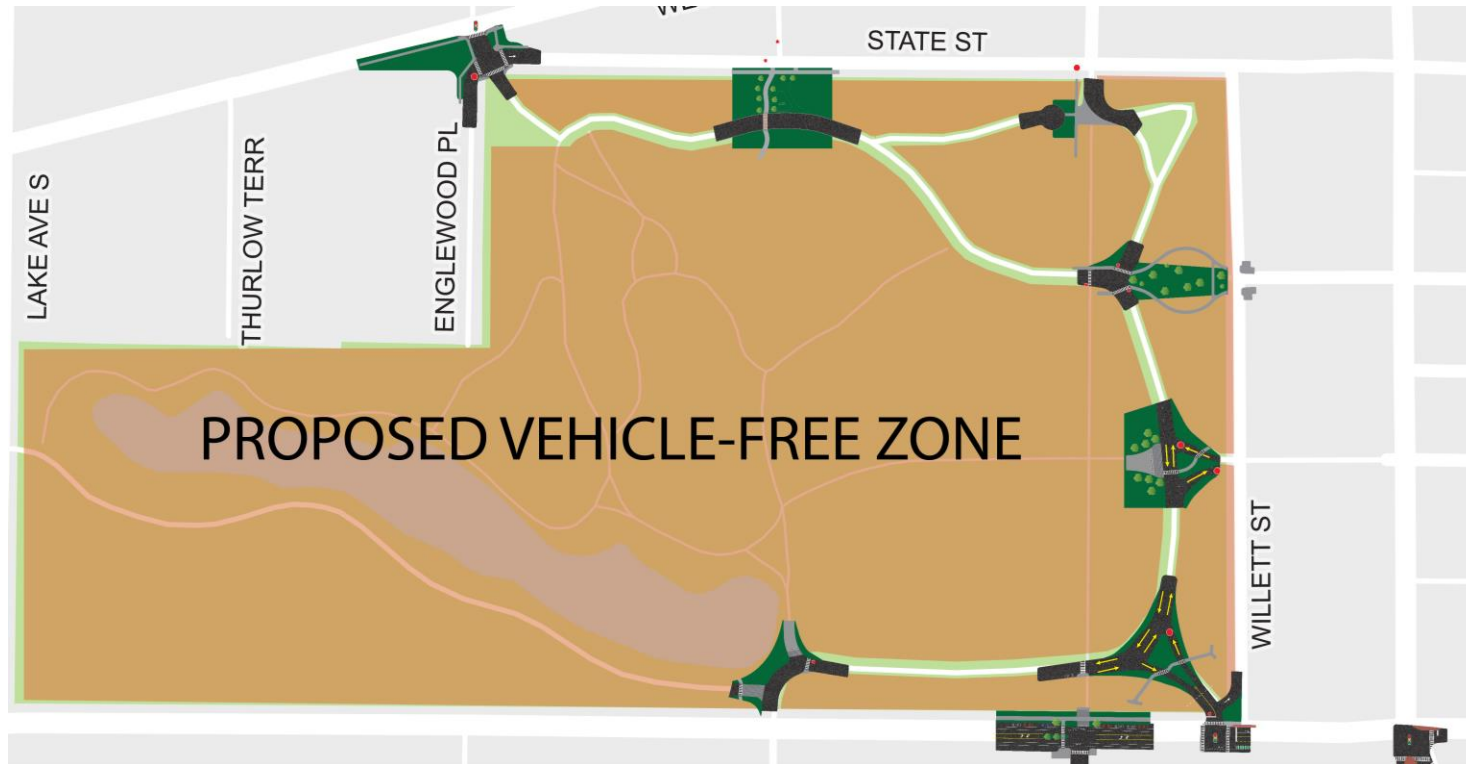 STATE ST
LAKE AVE S
THURLOW TERR
ENGLEWOOD PL
PROPOSED VEHICLE-FREE ZONE
WILLETT ST